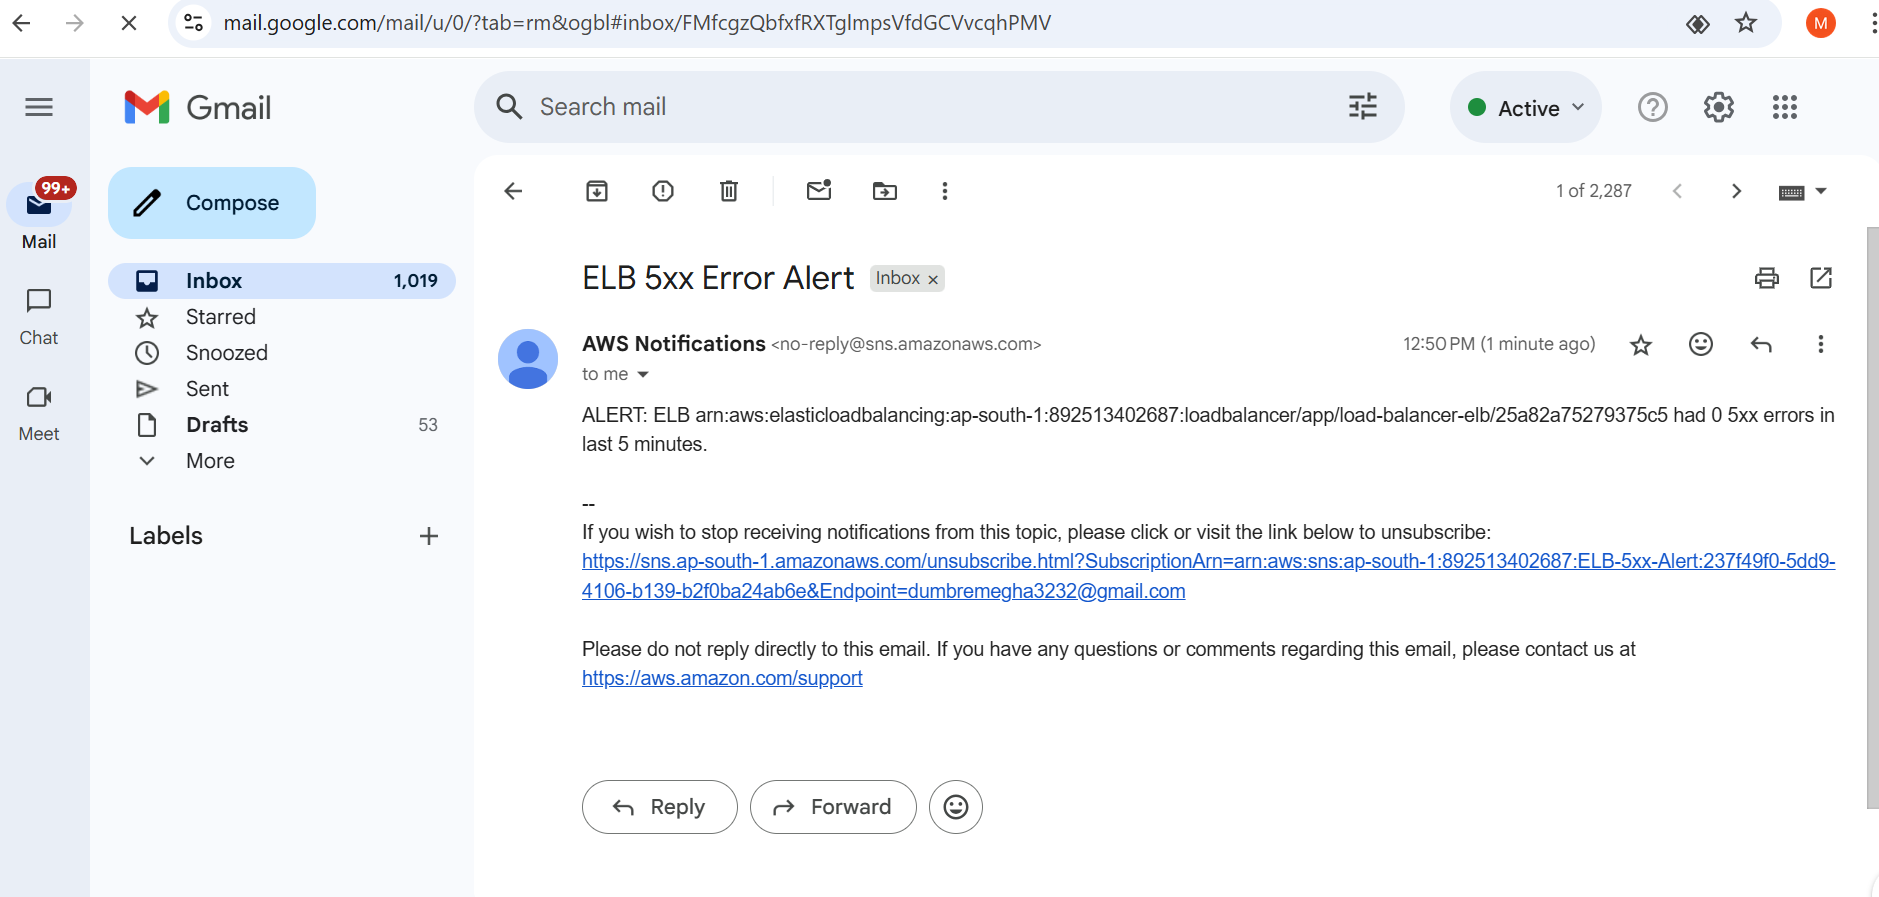 mail.google.com/mail/u/0/?tab=rm&ogbl#inbox/FMfcgzQbfxfRXTglmpsVfdGCVvcqhPMV
M
99+
Mail
Chat
Meet
Gmail
Compose
Inbox 1,019
Starred
Snoozed
Sent
Drafts 53
More
Labels
Search mail
Active
1 of 2,287
ELB 5xx Error Alert Inbox ×
AWS Notifications <no-reply@sns.amazonaws.com> 12:50 PM (1 minute ago)
to me
ALERT: ELB arn:aws:elasticloadbalancing:ap-south-1:892513402687:loadbalancer/app/load-balancer-elb/25a82a75279375c5 had 0 5xx errors in
last 5 minutes.
--
If you wish to stop receiving notifications from this topic, please click or visit the link below to unsubscribe:
https://sns.ap-south-1.amazonaws.com/unsubscribe.html?SubscriptionArn=arn:aws:sns:ap-south-1:892513402687:ELB-5xx-Alert:237f49f0-5dd9-
4106-b139-b2f0ba24ab6e&Endpoint=dumbremegha3232@gmail.com
Please do not reply directly to this email. If you have any questions or comments regarding this email, please contact us at
https://aws.amazon.com/support
Reply
Forward